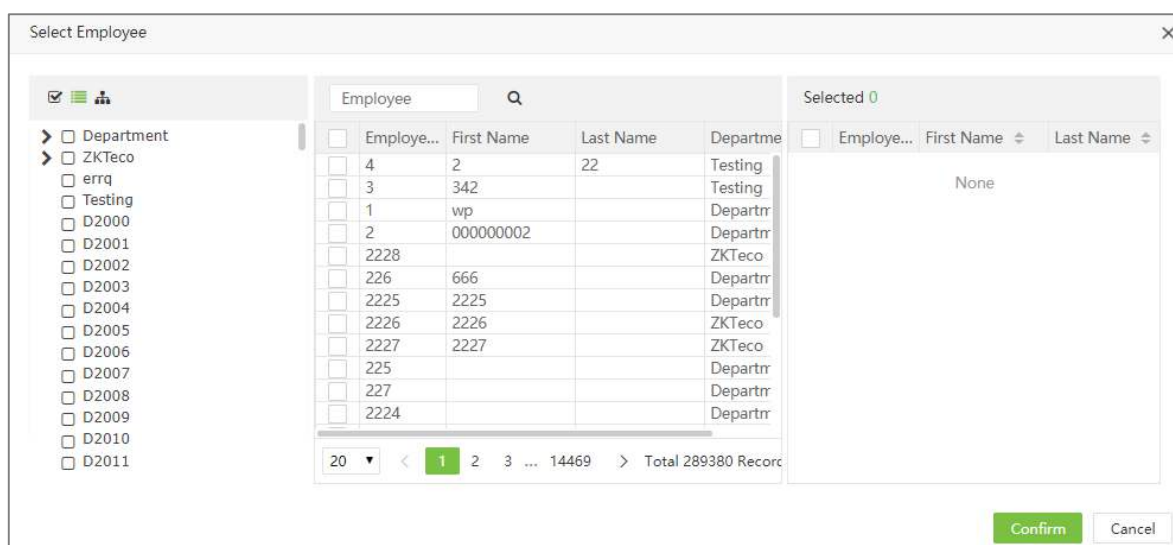 Select Employee
Department
ZKTeco
errq
Testing
D2000
D2001
D2002
D2003
D2004
D2005
D2006
D2007
D2008
D2009
D2010
D2011
Employee
Employe... First Name Last Name Departme
4 2 22 Testing
3 342 Testing
1 wp Departm
2 000000002 Departm
2228 ZKTeco
226 666 Departm
2225 2225 Departm
2226 2226 ZKTeco
2227 2227 ZKTeco
225 Departm
227 Departm
2224 Departm
20 1 2 3 ... 14469 Total 289380 Record
Selected 0
Employe... First Name Last Name
None
Confirm Cancel